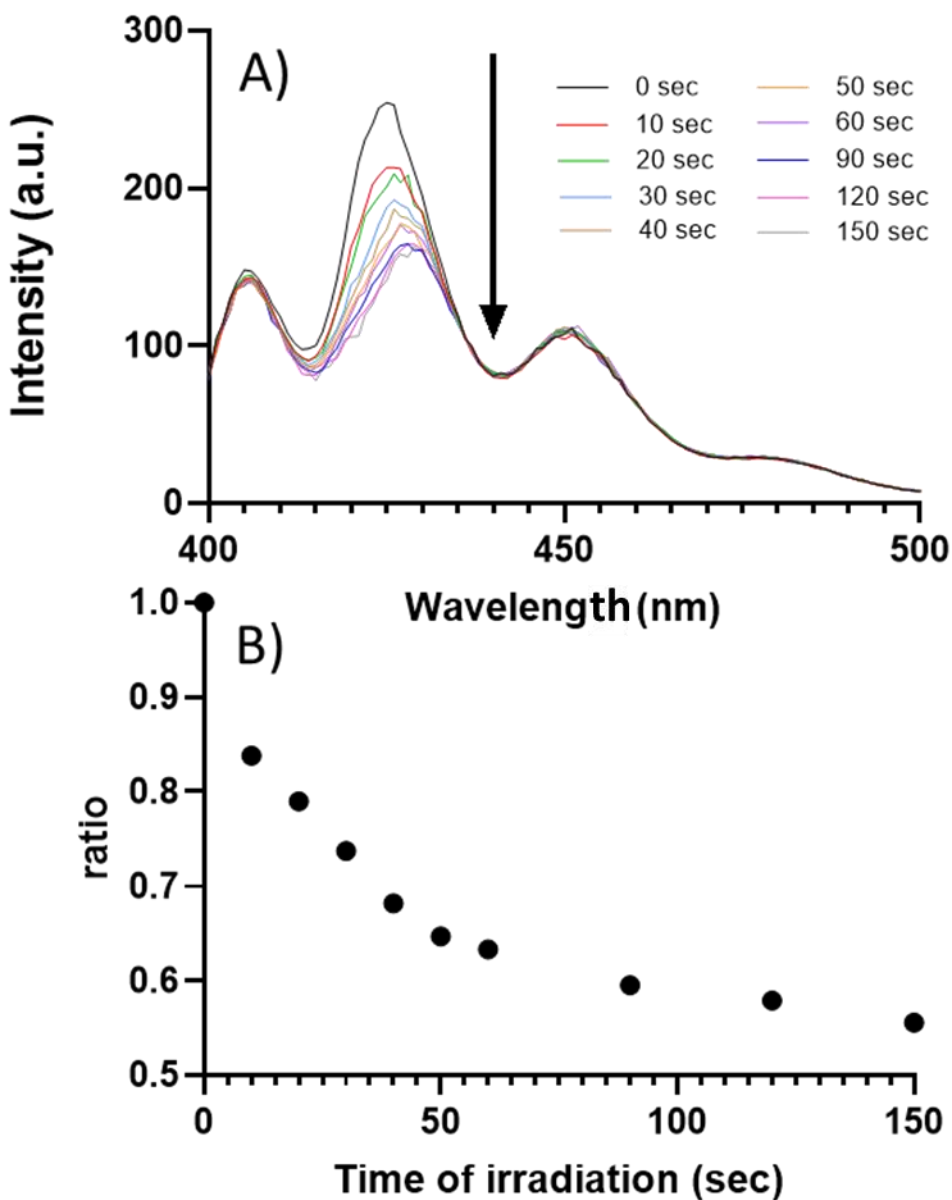 300
A)
0 sec 50 sec
10 sec 60 sec
20 sec 90 sec
200
30 sec 120 sec
40 sec 150 sec
Intensity (a.u.)
100
0
400 450 500
Wavelength (nm)
1.0
B)
0.9
0.8
ratio
0.7
0.6
0.5
0 50 100 150
Time of irradiation (sec)